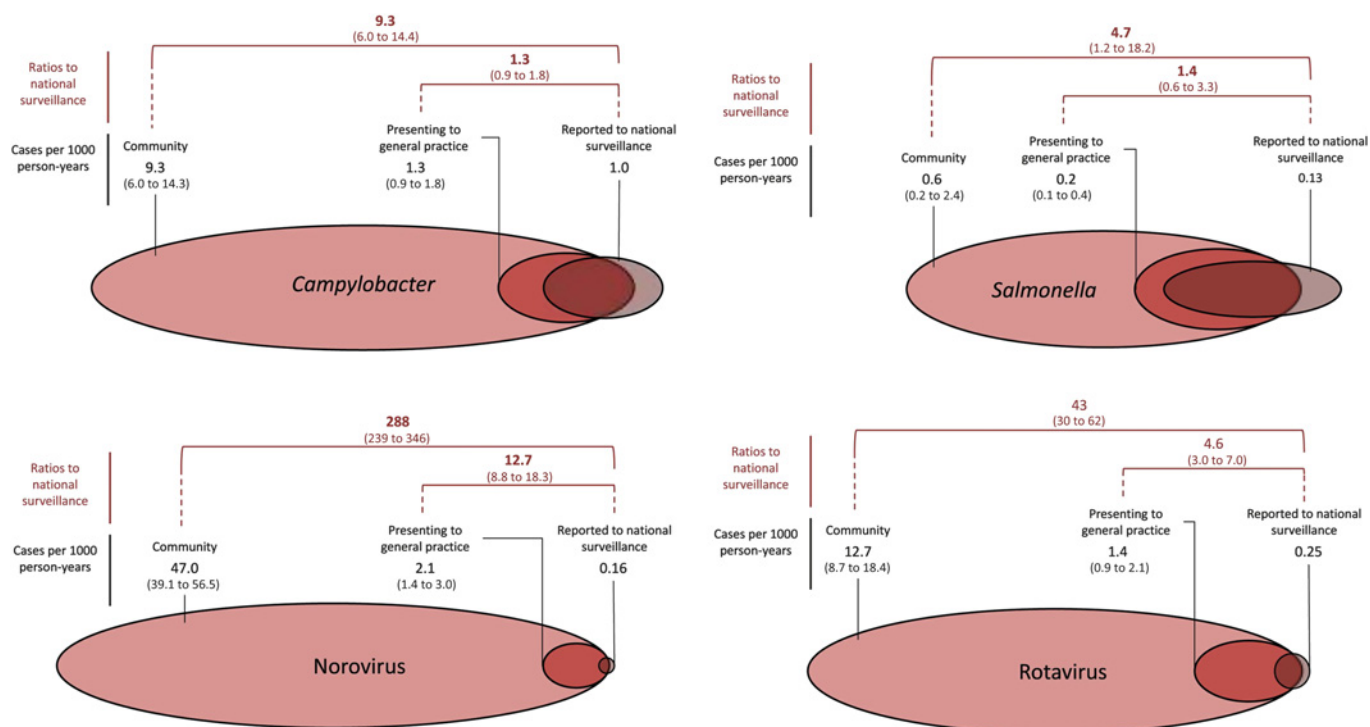 9.3
(6.0 to 14.4)
1.3
(0.9 to 1.8)
Ratios to
national
surveillance
Cases per 1000
person-years
Community
9.3
(6.0 to 14.3)
Presenting to
general practice
1.3
(0.9 to 1.8)
Reported to national
surveillance
1.0
Campylobacter
4.7
(1.2 to 18.2)
1.4
(0.6 to 3.3)
Ratios to
national
surveillance
Cases per 1000
person-years
Community
0.6
(0.2 to 2.4)
Presenting to
general practice
0.2
(0.1 to 0.4)
Reported to national
surveillance
0.13
Salmonella
288
(239 to 346)
12.7
(8.8 to 18.3)
Ratios to
national
surveillance
Cases per 1000
person-years
Community
47.0
(39.1 to 56.5)
Presenting to
general practice
2.1
(1.4 to 3.0)
Reported to national
surveillance
0.16
Norovirus
43
(30 to 62)
4.6
(3.0 to 7.0)
Ratios to
national
surveillance
Cases per 1000
person-years
Community
12.7
(8.7 to 18.4)
Presenting to
general practice
1.4
(0.9 to 2.1)
Reported to national
surveillance
0.25
Rotavirus